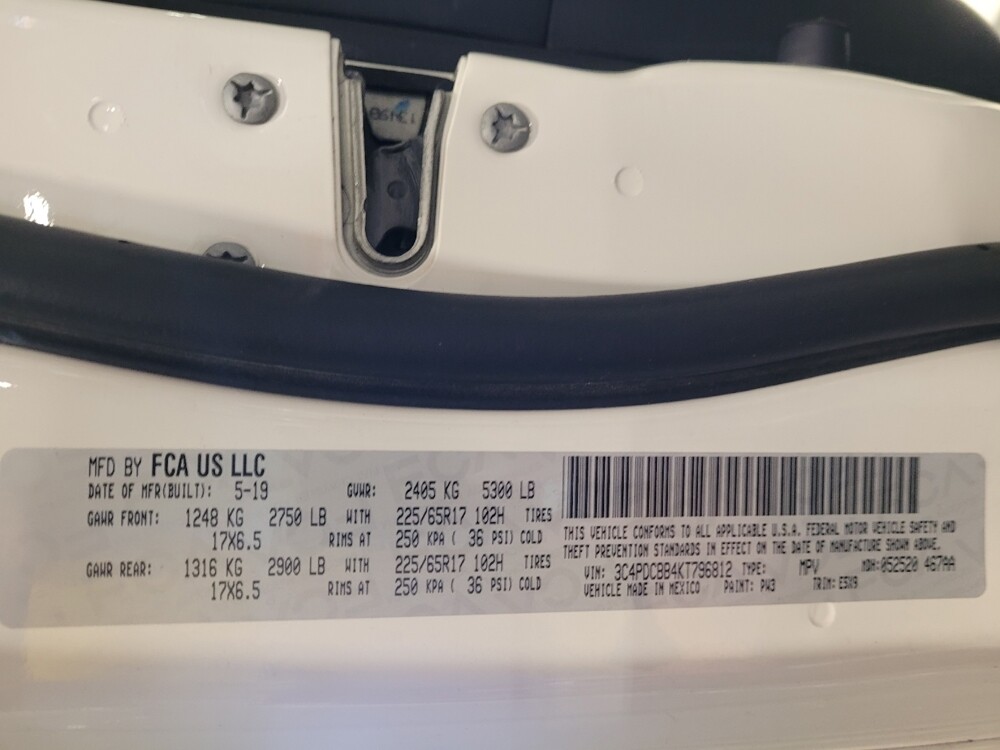 MFD BY FCA US LLC
DATE OF MFR(BUILT): 5-19 GVWR: 2405 KG 5300 LB
GAWR FRONT: 1248 KG 2750 LB WITH 225/65R17 102H TIRES
17X6.5 RIMS AT 250 KPA ( 36 PSI) COLD
GAWR REAR: 1316 KG 2900 LB WITH 225/65R17 102H TIRES
17X6.5 RIMS AT 250 KPA ( 36 PSI) COLD
THIS VEHICLE CONFORMS TO ALL APPLICABLE U.S.A. FEDERAL MOTOR VEHICLE SAFETY AND
THEFT PREVENTION STANDARDS IN EFFECT ON THE DATE OF MANUFACTURE SHOWN ABOVE.
VIN: 3C4PDCBB4KT796812 TYPE: MPV MDH:052520 467AA
VEHICLE MADE IN MEXICO PAINT: PW3 TRIM: E5X9